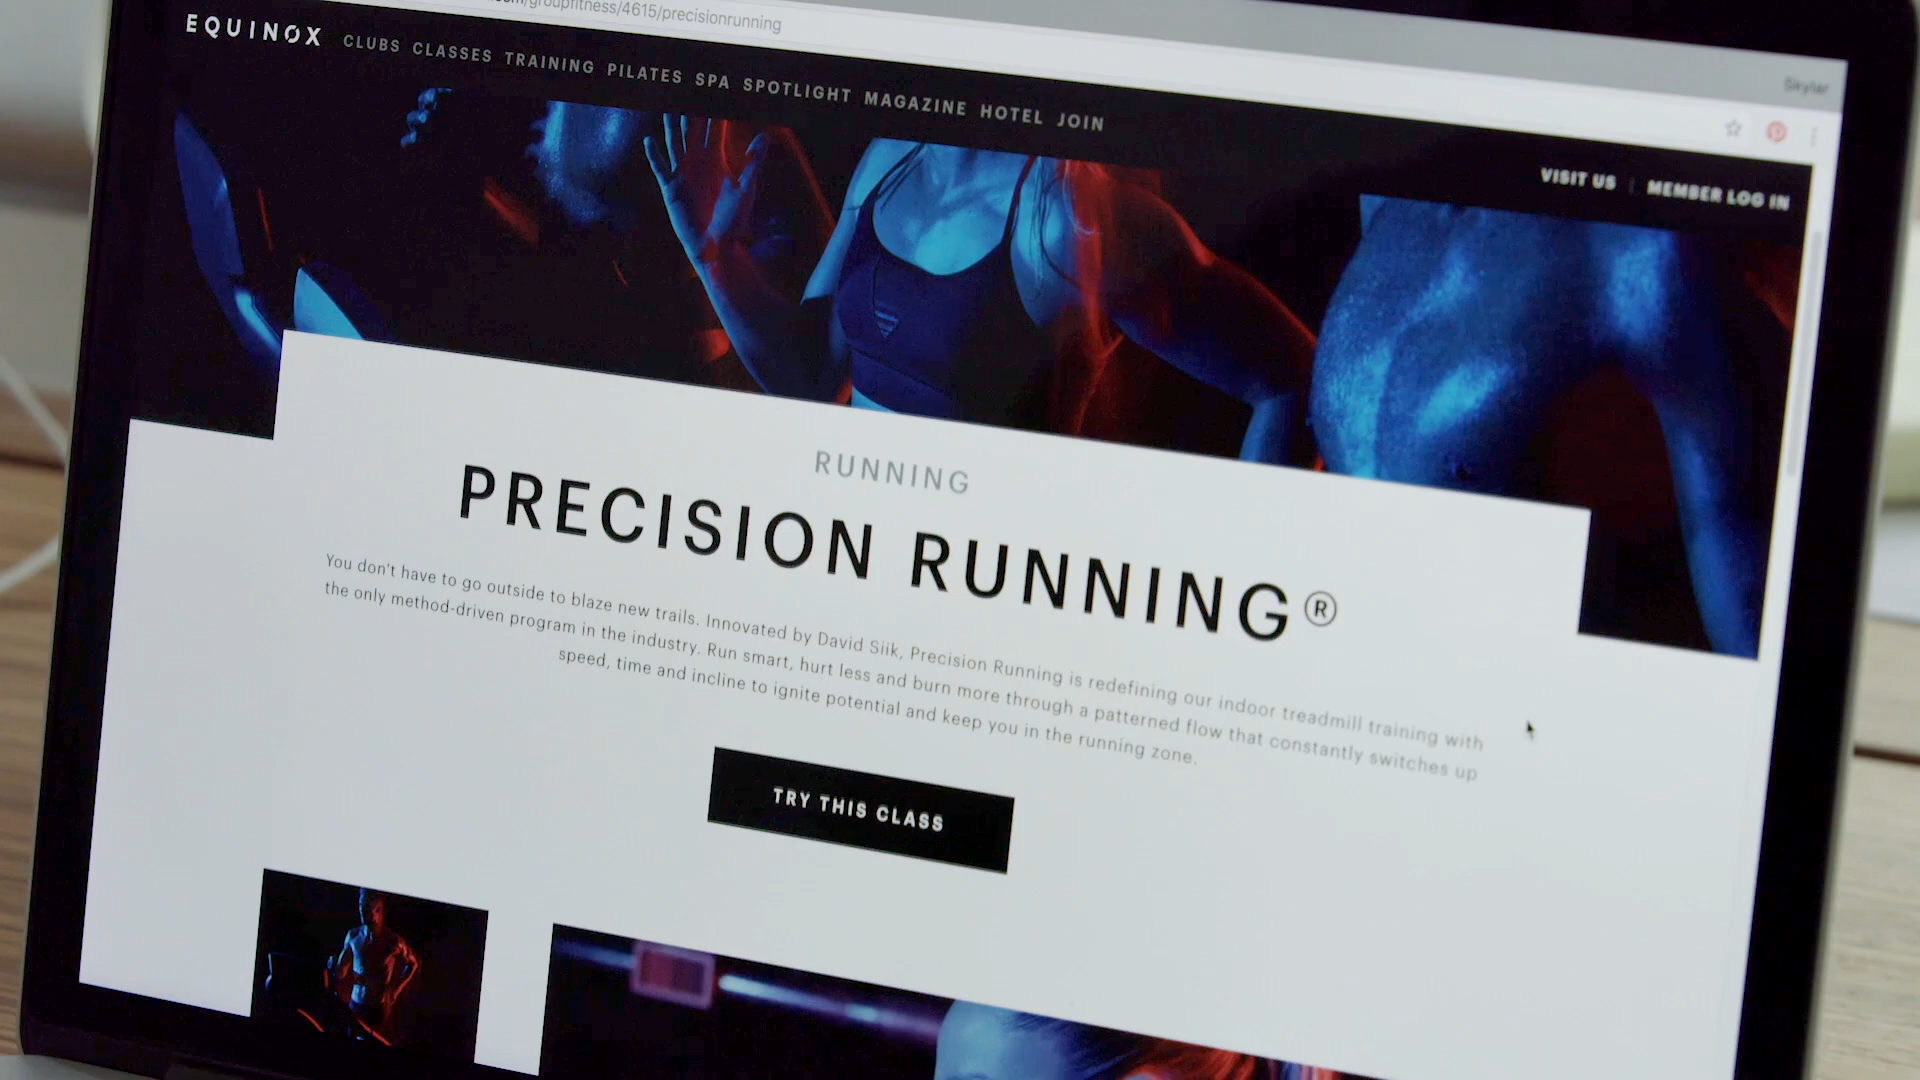 /groupfitness/4615/precisionrunning
Skylar
EQUINOX CLUBS CLASSES TRAINING PILATES SPA SPOTLIGHT MAGAZINE HOTEL JOIN
VISIT US | MEMBER LOG IN
RUNNING
PRECISION RUNNING®
You don't have to go outside to blaze new trails. Innovated by David Siik, Precision Running is redefining our indoor treadmill training with
the only method-driven program in the industry. Run smart, hurt less and burn more through a patterned flow that constantly switches up
speed, time and incline to ignite potential and keep you in the running zone.
TRY THIS CLASS